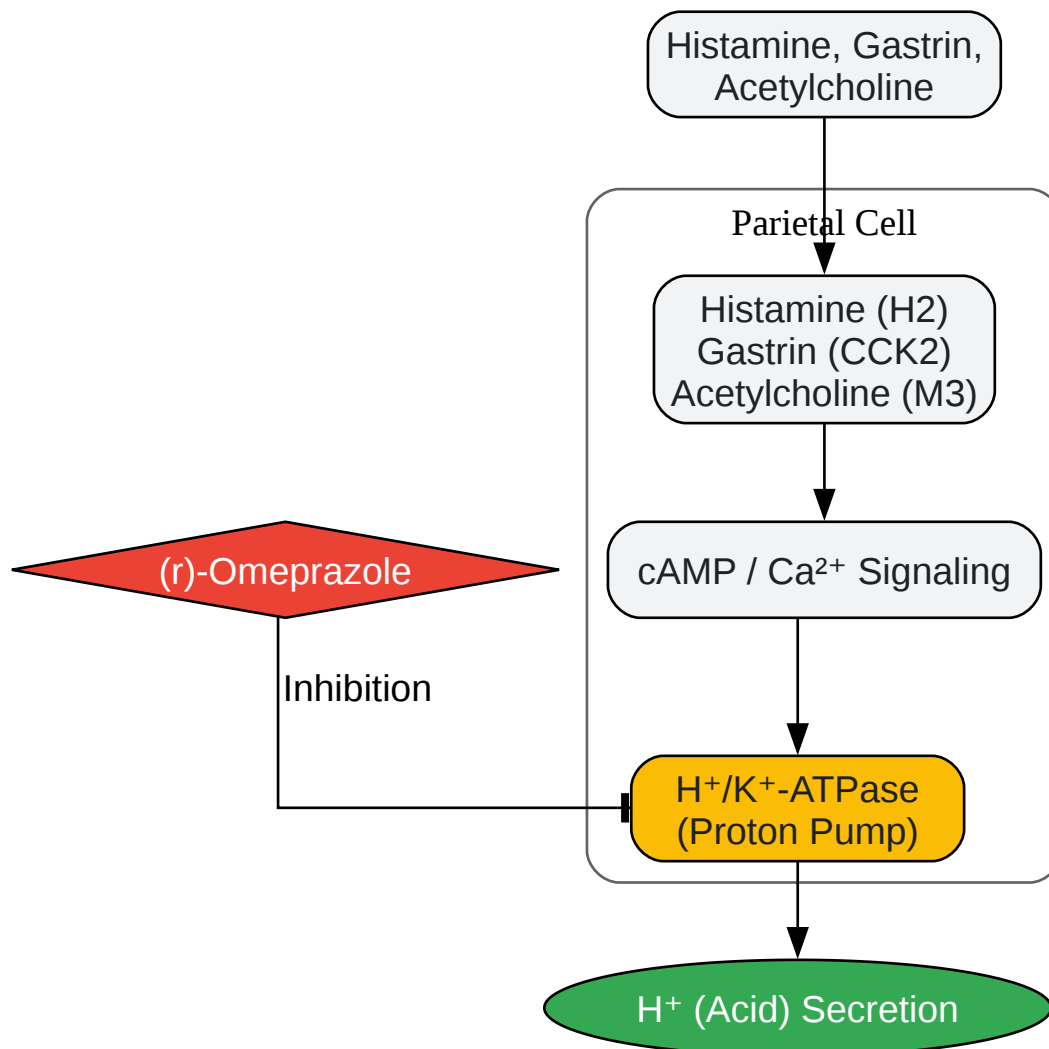 Histamine, Gastrin,
Acetylcholine
Parietal Cell
Histamine (H2)
Gastrin (CCK2)
Acetylcholine (M3)
(r)-Omeprazole
cAMP / Ca²⁺ Signaling
Inhibition
H⁺/K⁺-ATPase
(Proton Pump)
H⁺ (Acid) Secretion